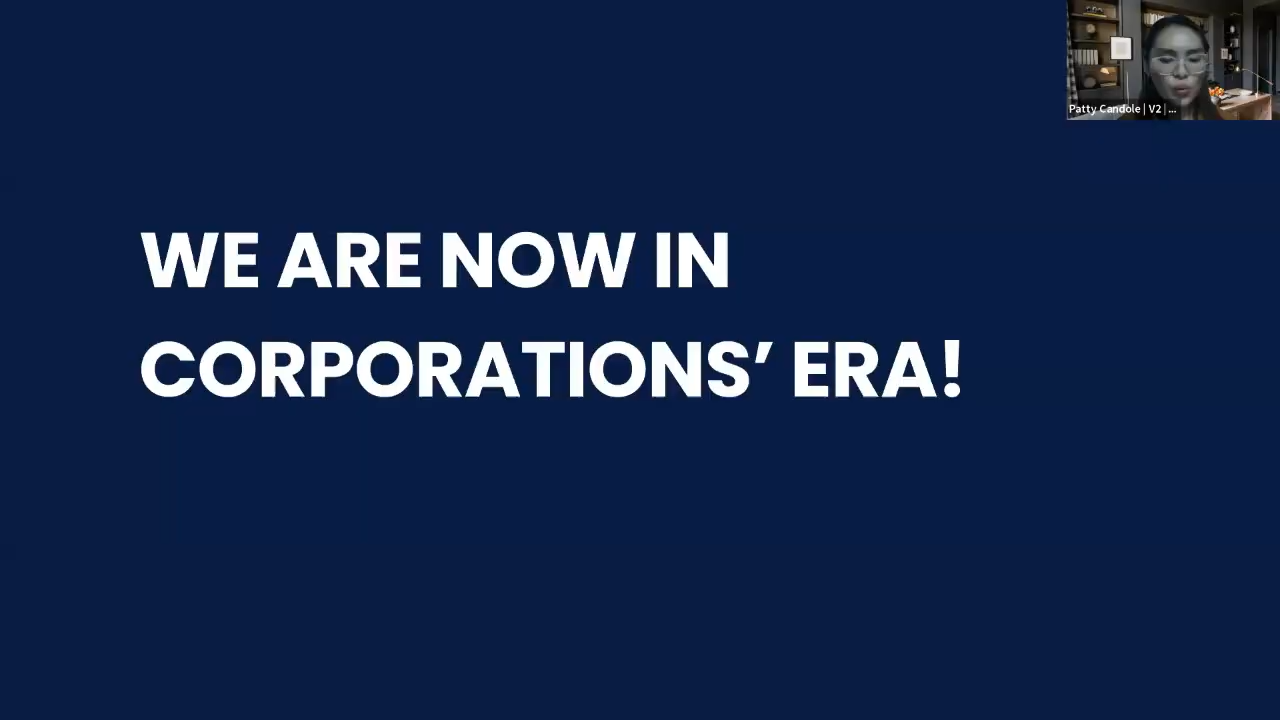 Patty Candole | V2 | ...
WE ARE NOW IN
CORPORATIONS’ ERA!